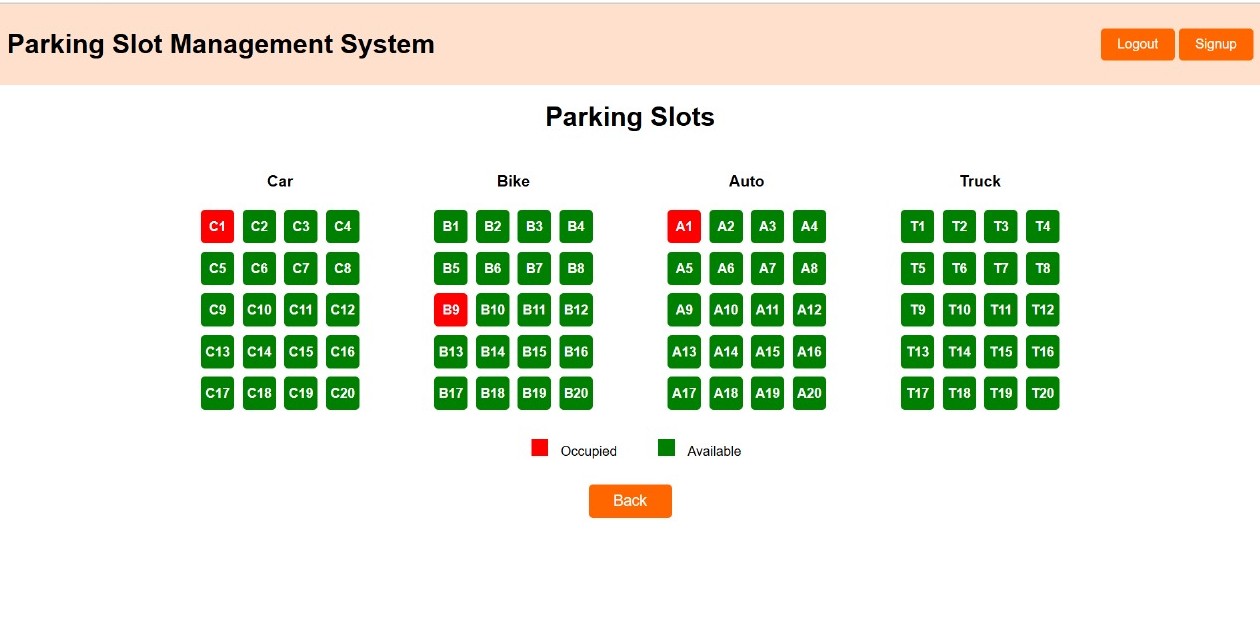 Parking Slot Management System
Logout Signup
Parking Slots
Car Bike Auto Truck
C1 C2 C3 C4 B1 B2 B3 B4 A1 A2 A3 A4 T1 T2 T3 T4
C5 C6 C7 C8 B5 B6 B7 B8 A5 A6 A7 A8 T5 T6 T7 T8
C9 C10 C11 C12 B9 B10 B11 B12 A9 A10 A11 A12 T9 T10 T11 T12
C13 C14 C15 C16 B13 B14 B15 B16 A13 A14 A15 A16 T13 T14 T15 T16
C17 C18 C19 C20 B17 B18 B19 B20 A17 A18 A19 A20 T17 T18 T19 T20
Occupied Available
Back